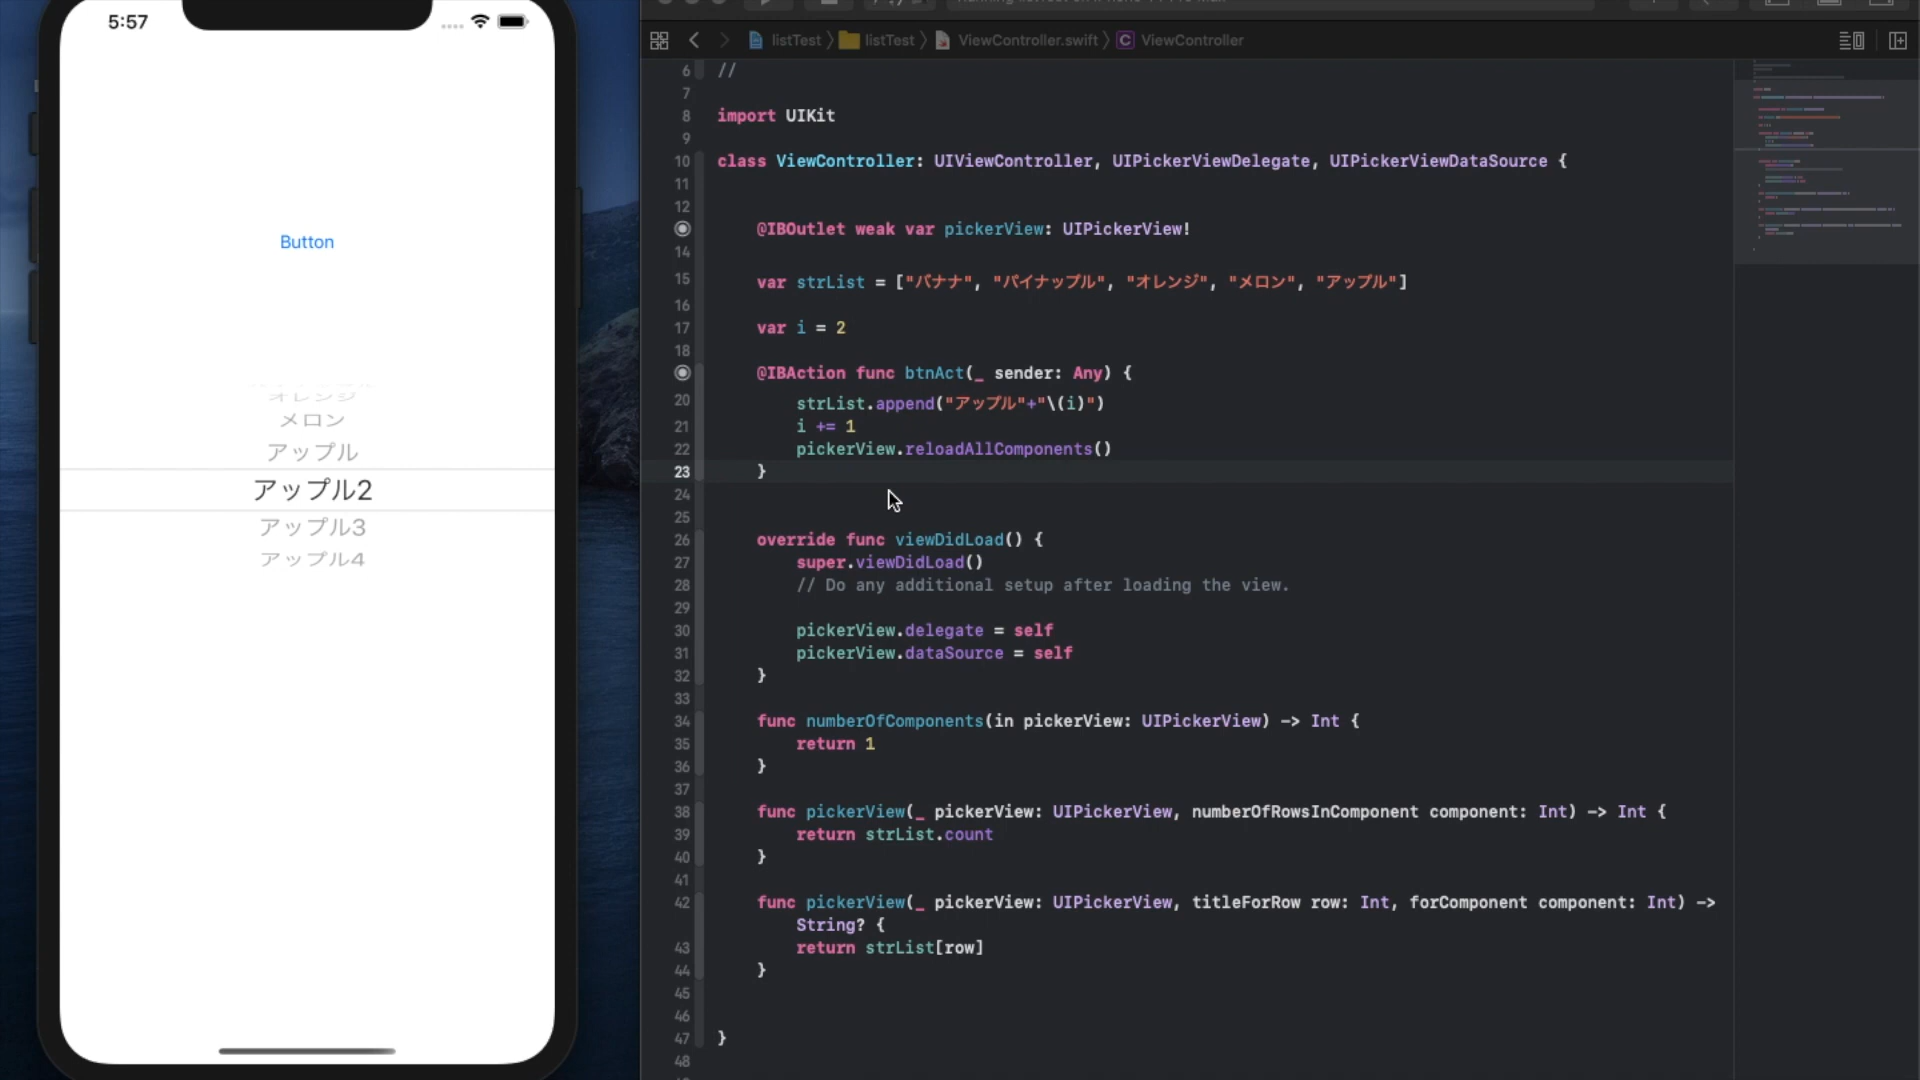 5:57
Button
オレンジ
メロン
アップル
アップル2
アップル3
アップル4
listTest 〉 listTest 〉 ViewController.swift 〉 C ViewController
6 //
7
8 import UIKit
9
10 class ViewController: UIViewController, UIPickerViewDelegate, UIPickerViewDataSource {
11
12
@IBOutlet weak var pickerView: UIPickerView!
14
15 var strList = ["バナナ", "パイナップル", "オレンジ", "メロン", "アップル"]
16
17 var i = 2
18
@IBAction func btnAct(_ sender: Any) {
20 strList.append("アップル"+"\(i)")
21 i += 1
22 pickerView.reloadAllComponents()
23 }
24
25
26 override func viewDidLoad() {
27 super.viewDidLoad()
28 // Do any additional setup after loading the view.
29
30 pickerView.delegate = self
31 pickerView.dataSource = self
32 }
33
34 func numberOfComponents(in pickerView: UIPickerView) -> Int {
35 return 1
36 }
37
38 func pickerView(_ pickerView: UIPickerView, numberOfRowsInComponent component: Int) -> Int {
39 return strList.count
40 }
41
42 func pickerView(_ pickerView: UIPickerView, titleForRow row: Int, forComponent component: Int) ->
String? {
43 return strList[row]
44 }
45
46
47 }
48